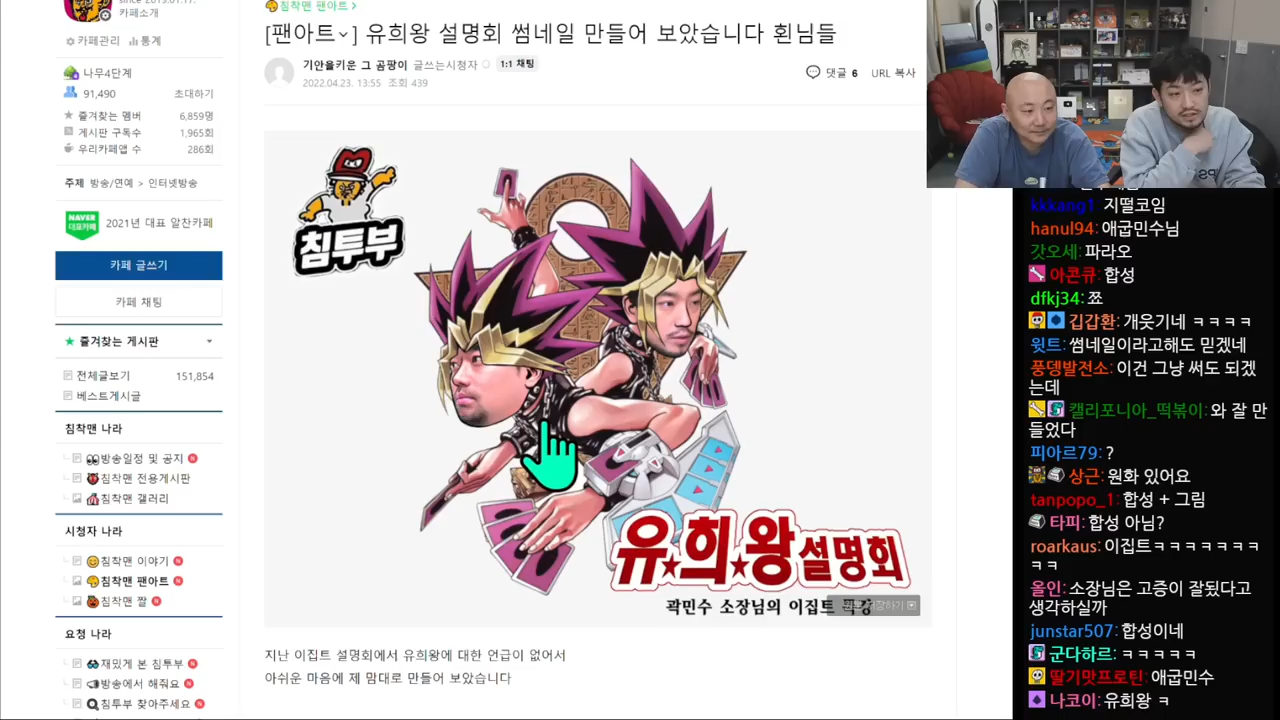 since 2019.01.17.
카페소개
카페관리 통계
나무4단계
91,490 초대하기
즐겨찾는 멤버 6,859명
게시판 구독수 1,965회
우리카페앱 수 286회
주제 방송/연예 > 인터넷방송
NAVER
대표카페
2021년 대표 알찬카페
카페 글쓰기
카페 채팅
즐겨찾는 게시판
전체글보기 151,854
베스트게시글
침착맨 나라
방송일정 및 공지 N
침착맨 전용게시판
침착맨 갤러리
시청자 나라
침착맨 이야기 N
침착맨 팬아트 N
침착맨 짤 N
요청 나라
재밌게 본 침투부 N
방송에서 해줘요 N
침투부 찾아주세요 N
침착맨 팬아트 >
[팬아트⌄] 유희왕 설명회 썸네일 만들어 보았습니다 횐님들
기안을키운 그 곰팡이 글쓰는시청자 1:1 채팅
2022.04.23. 13:55 조회 439
댓글 6 URL 복사
침투부
유★희★왕 설명회
곽민수 소장님의 이집트
지난 이집트 설명회에서 유희왕에 대한 언급이 없어서
아쉬운 마음에 제 맘대로 만들어 보았습니다
kkkang1: 지떨코임
hanul94: 애굽민수님
갓오세: 파라오
아콘큐: 합성
dfkj34: 쪼
김갑환: 개웃기네 ㅋㅋㅋㅋ
윗트: 썸네일이라고해도 믿겠네
풍뎅발전소: 이건 그냥 써도 되겠
는데
캘리포니아_떡볶이: 와 잘 만
들었다
피아르79: ?
상근: 원화 있어요
tanpopo_1: 합성 + 그림
타피: 합성 아님?
roarkaus: 이집트ㅋㅋㅋㅋㅋㅋㅋ
ㅋㅋ
올인: 소장님은 고증이 잘됬다고
생각하실까
junstar507: 합성이네
군다하르: ㅋㅋㅋㅋㅋ
딸기맛프로틴: 애굽민수
나코이: 유희왕 ㅋ